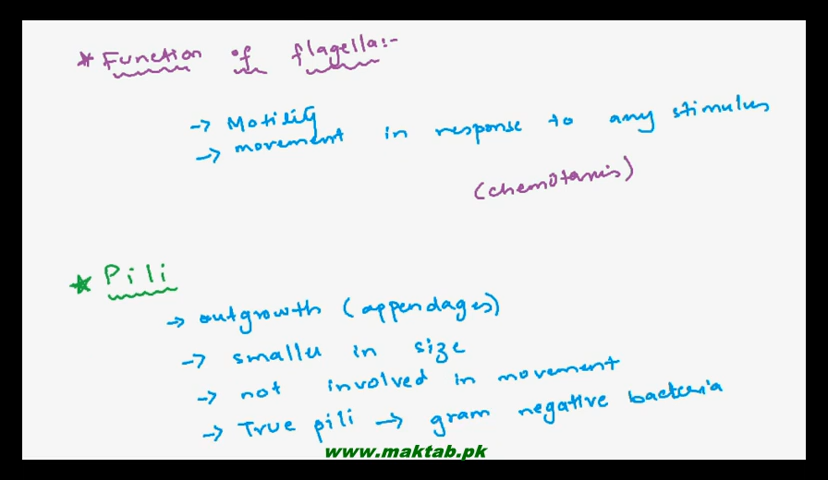 * Function of flagella:-
→ Motility
→ movement in response to any stimulus
(chemotaxis)
* Pili
→ outgrowth (appendages)
→ smaller in size
→ not involved in movement
→ True pili → gram negative bacteria
www.maktab.pk